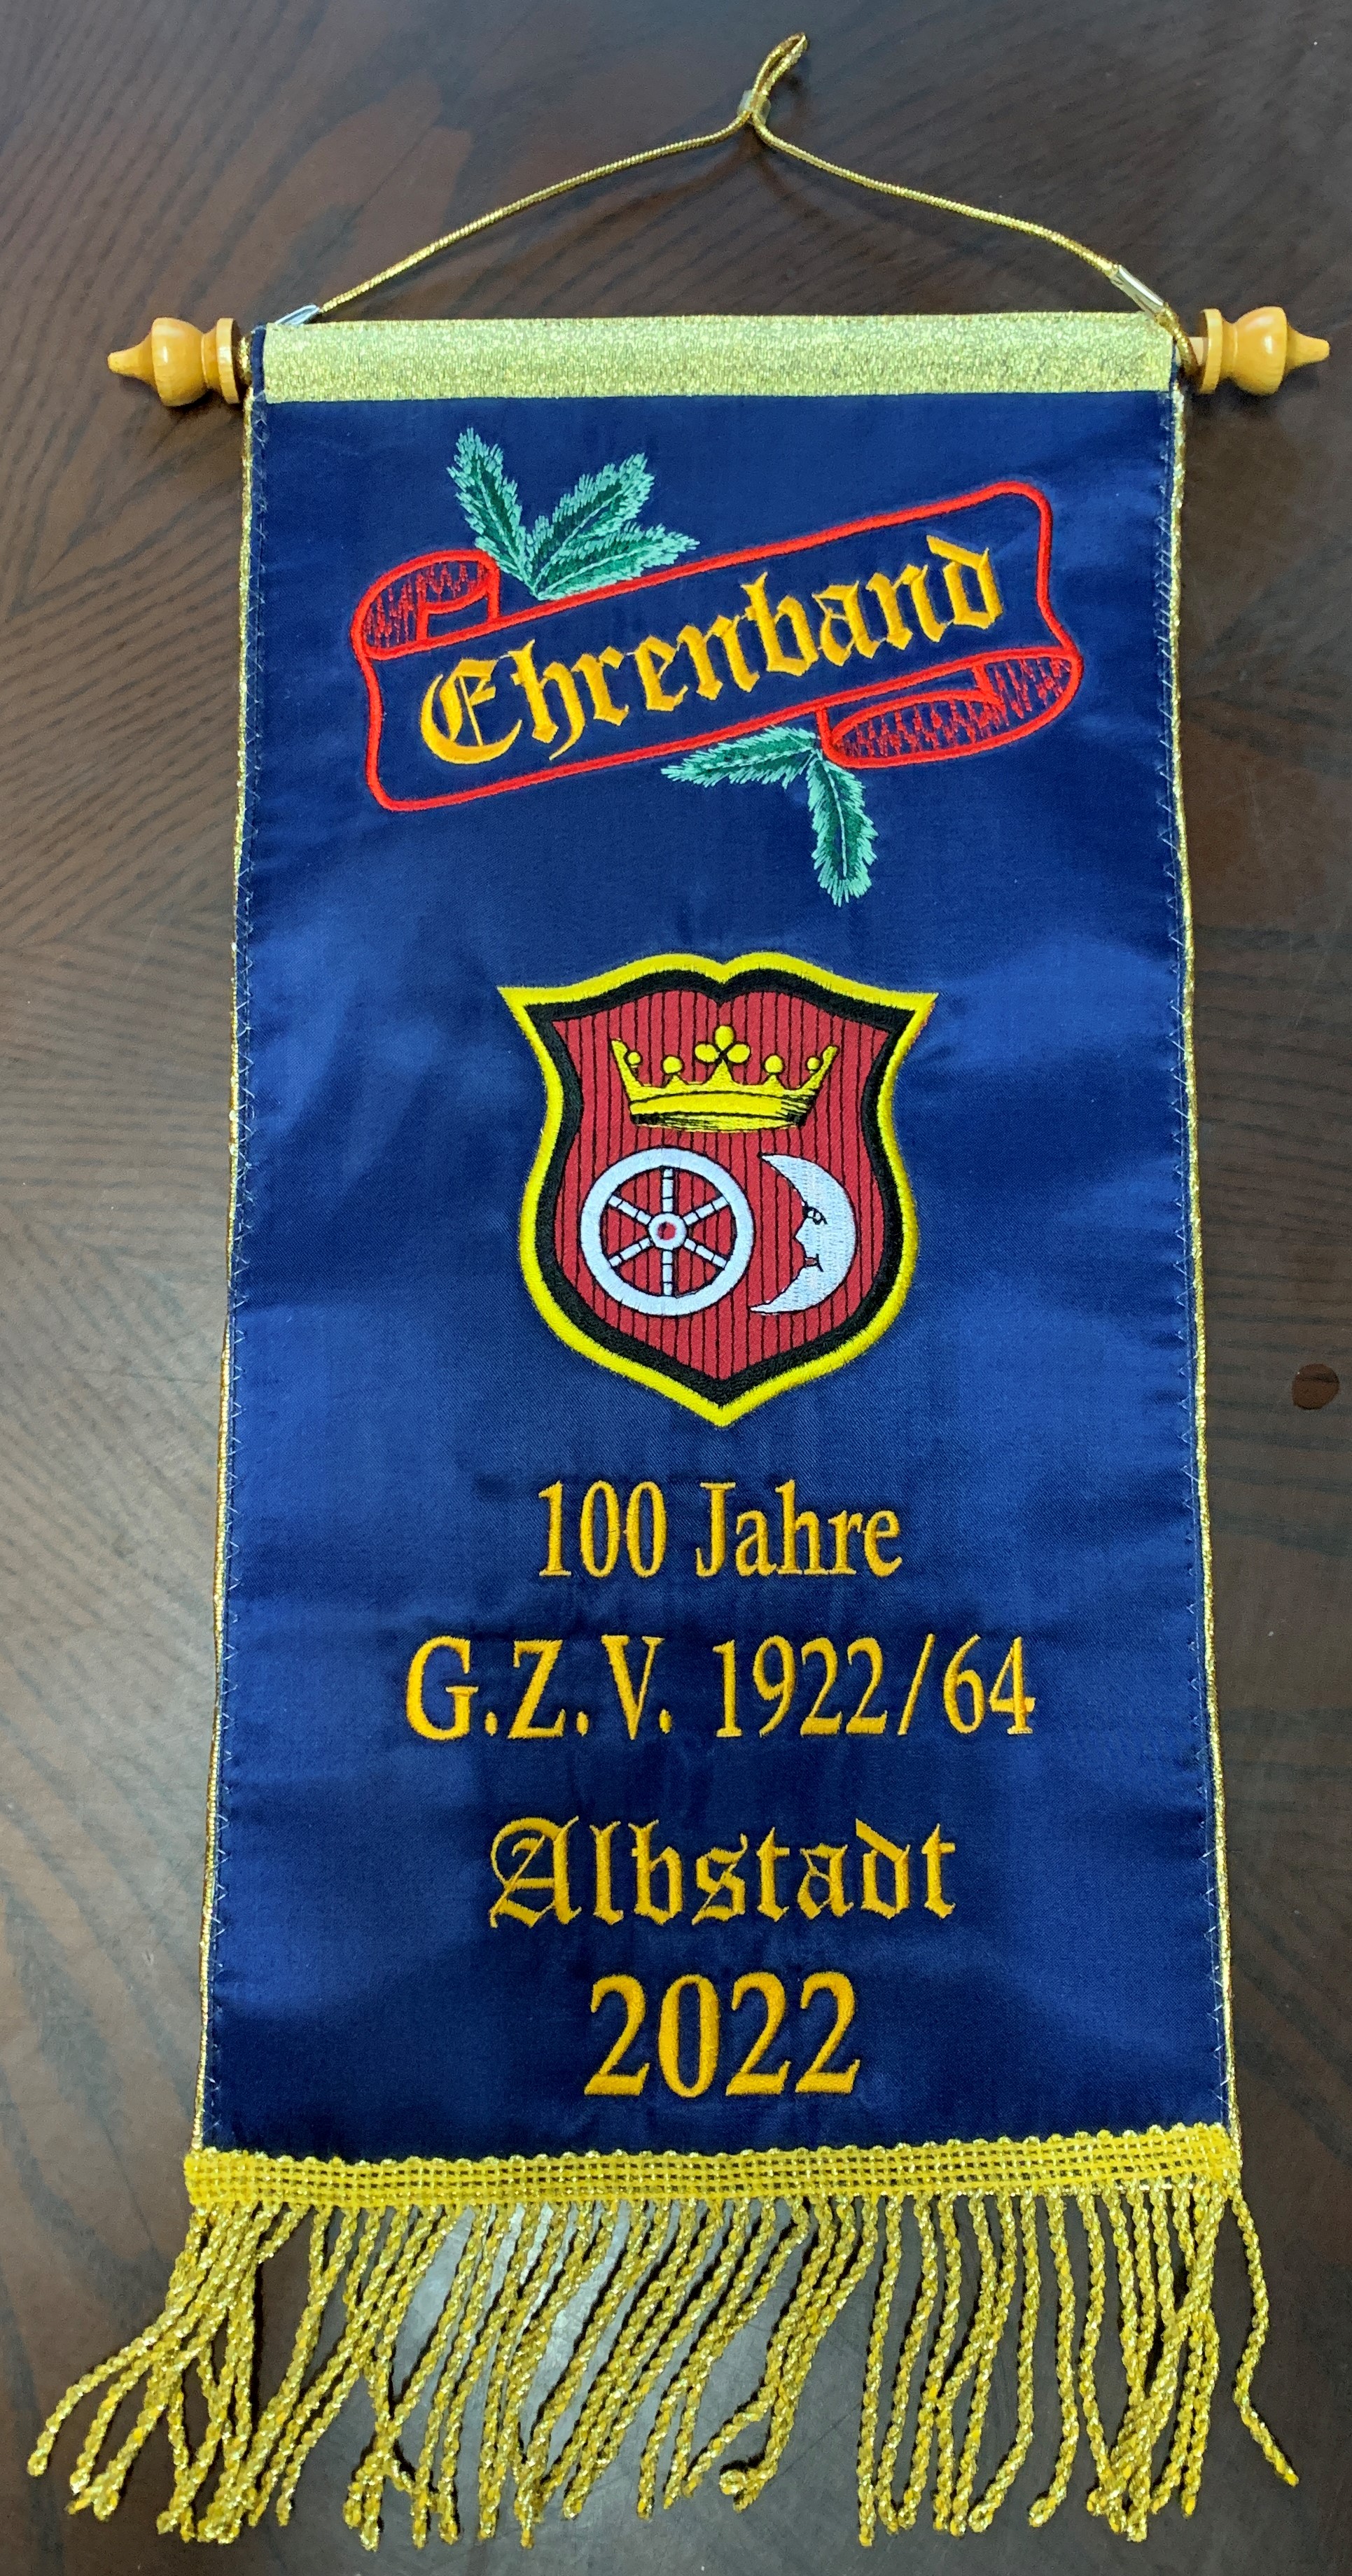 Ehrenband
100 Jahre
G.Z.V. 1922/64
Albstadt
2022